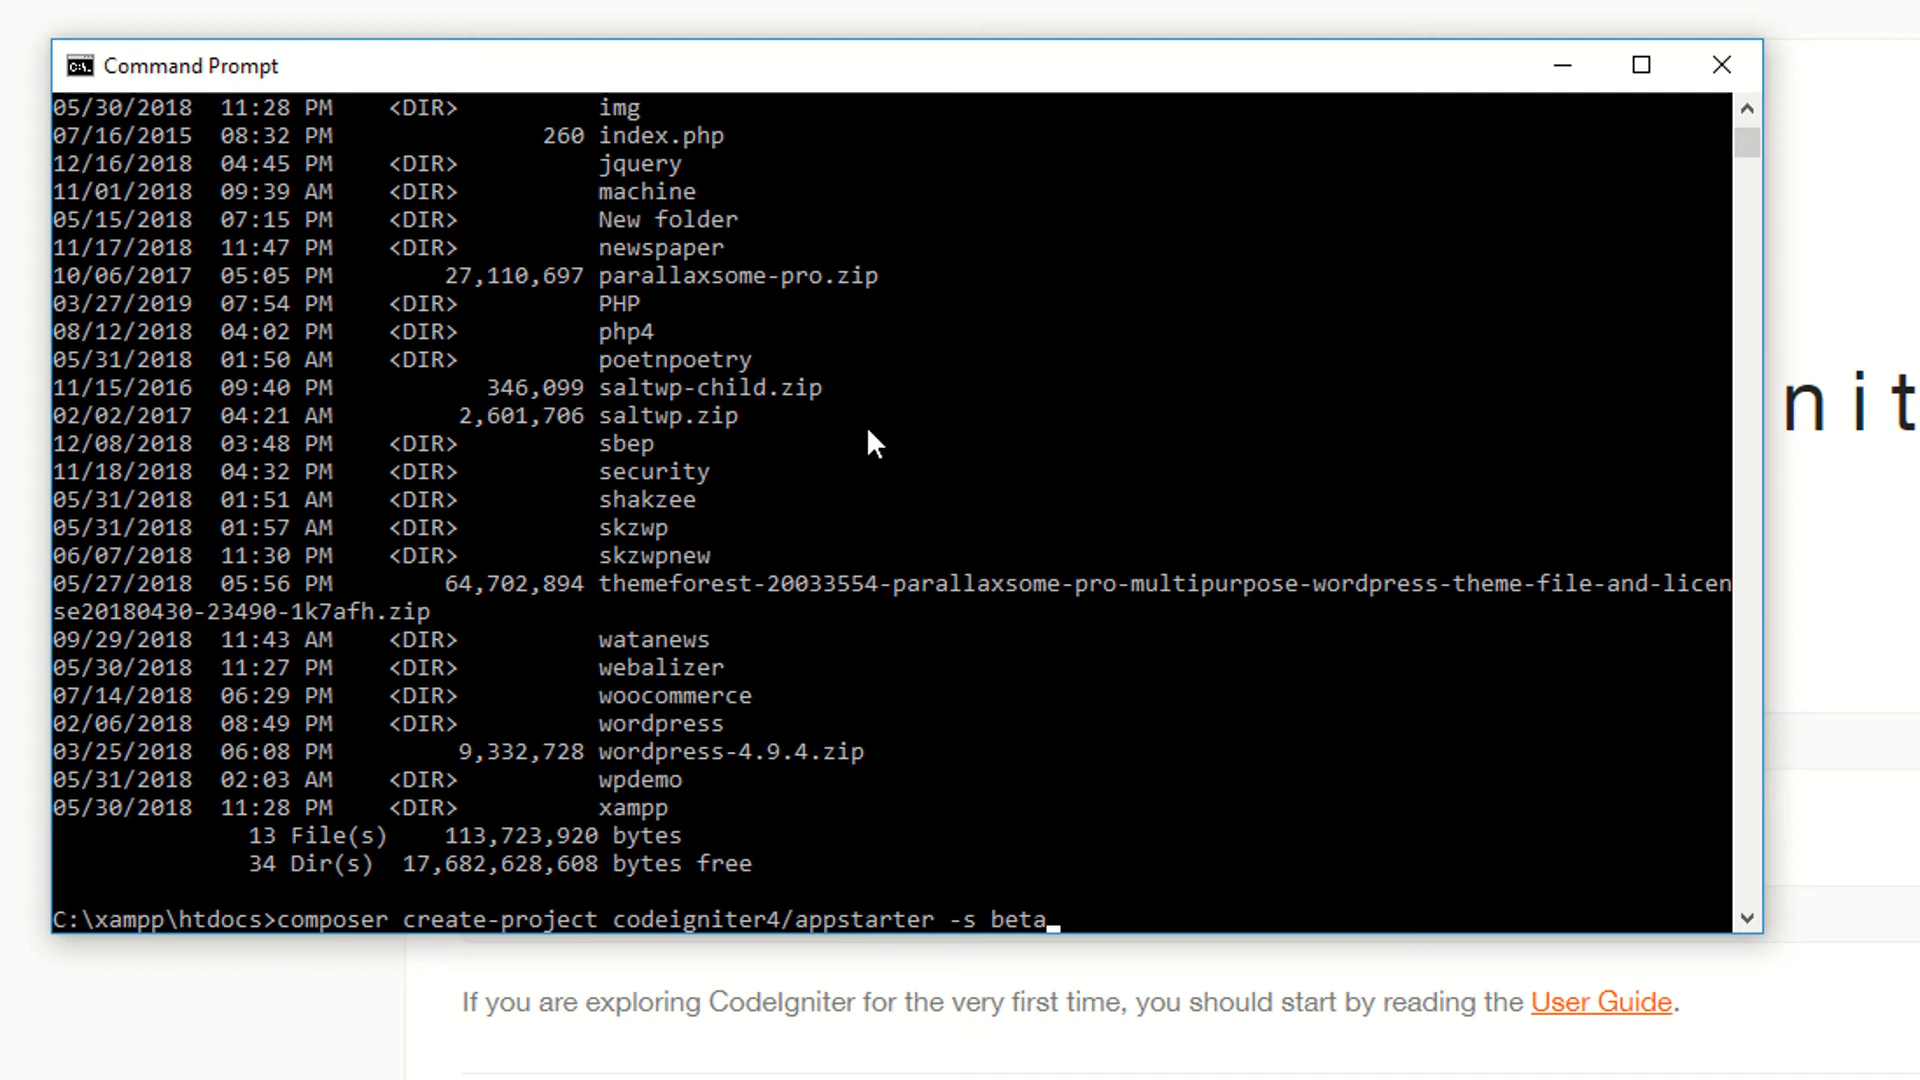 Command Prompt
05/30/2018 11:28 PM <DIR> img
07/16/2015 08:32 PM 260 index.php
12/16/2018 04:45 PM <DIR> jquery
11/01/2018 09:39 AM <DIR> machine
05/15/2018 07:15 PM <DIR> New folder
11/17/2018 11:47 PM <DIR> newspaper
10/06/2017 05:05 PM 27,110,697 parallaxsome-pro.zip
03/27/2019 07:54 PM <DIR> PHP
08/12/2018 04:02 PM <DIR> php4
05/31/2018 01:50 AM <DIR> poetnpoetry
11/15/2016 09:40 PM 346,099 saltwp-child.zip
02/02/2017 04:21 AM 2,601,706 saltwp.zip
12/08/2018 03:48 PM <DIR> sbep
11/18/2018 04:32 PM <DIR> security
05/31/2018 01:51 AM <DIR> shakzee
05/31/2018 01:57 AM <DIR> skzwp
06/07/2018 11:30 PM <DIR> skzwpnew
05/27/2018 05:56 PM 64,702,894 themeforest-20033554-parallaxsome-pro-multipurpose-wordpress-theme-file-and-licen
se20180430-23490-1k7afh.zip
09/29/2018 11:43 AM <DIR> watanews
05/30/2018 11:27 PM <DIR> webalizer
07/14/2018 06:29 PM <DIR> woocommerce
02/06/2018 08:49 PM <DIR> wordpress
03/25/2018 06:08 PM 9,332,728 wordpress-4.9.4.zip
05/31/2018 02:03 AM <DIR> wpdemo
05/30/2018 11:28 PM <DIR> xampp
13 File(s) 113,723,920 bytes
34 Dir(s) 17,682,628,608 bytes free
C:\xampp\htdocs>composer create-project codeigniter4/appstarter -s beta
nit
If you are exploring CodeIgniter for the very first time, you should start by reading the User Guide.